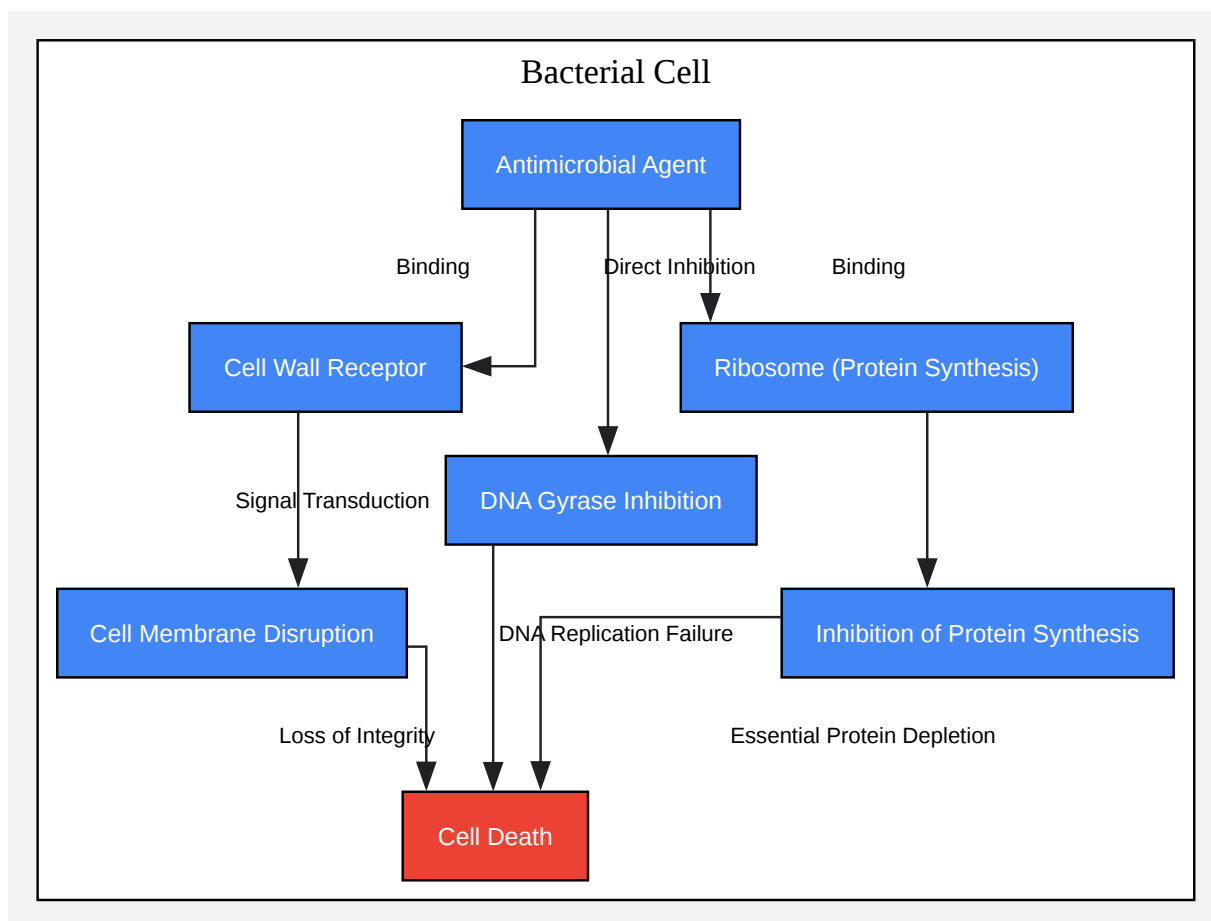 Bacterial Cell
Antimicrobial Agent
Binding
Direct Inhibition
Binding
Cell Wall Receptor
Ribosome (Protein Synthesis)
Signal Transduction
DNA Gyrase Inhibition
Cell Membrane Disruption
DNA Replication Failure
Inhibition of Protein Synthesis
Loss of Integrity
Essential Protein Depletion
Cell Death